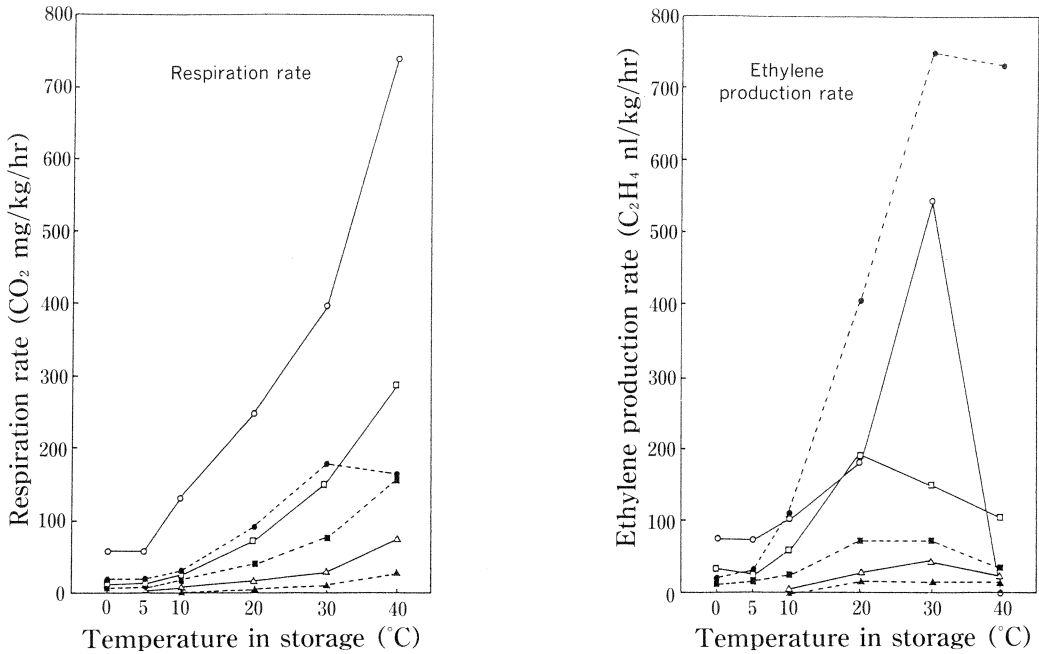 Respiration rate (CO₂ mg/kg/hr)
800
700
600
500
400
300
200
100
0
Respiration rate
0 5 10 20 30 40
Temperature in storage (°C)
Ethylene production rate (C₂H₄ nl/kg/hr)
800
700
600
500
400
300
200
100
0
Ethylene
production rate
0 5 10 20 30 40
Temperature in storage (°C)